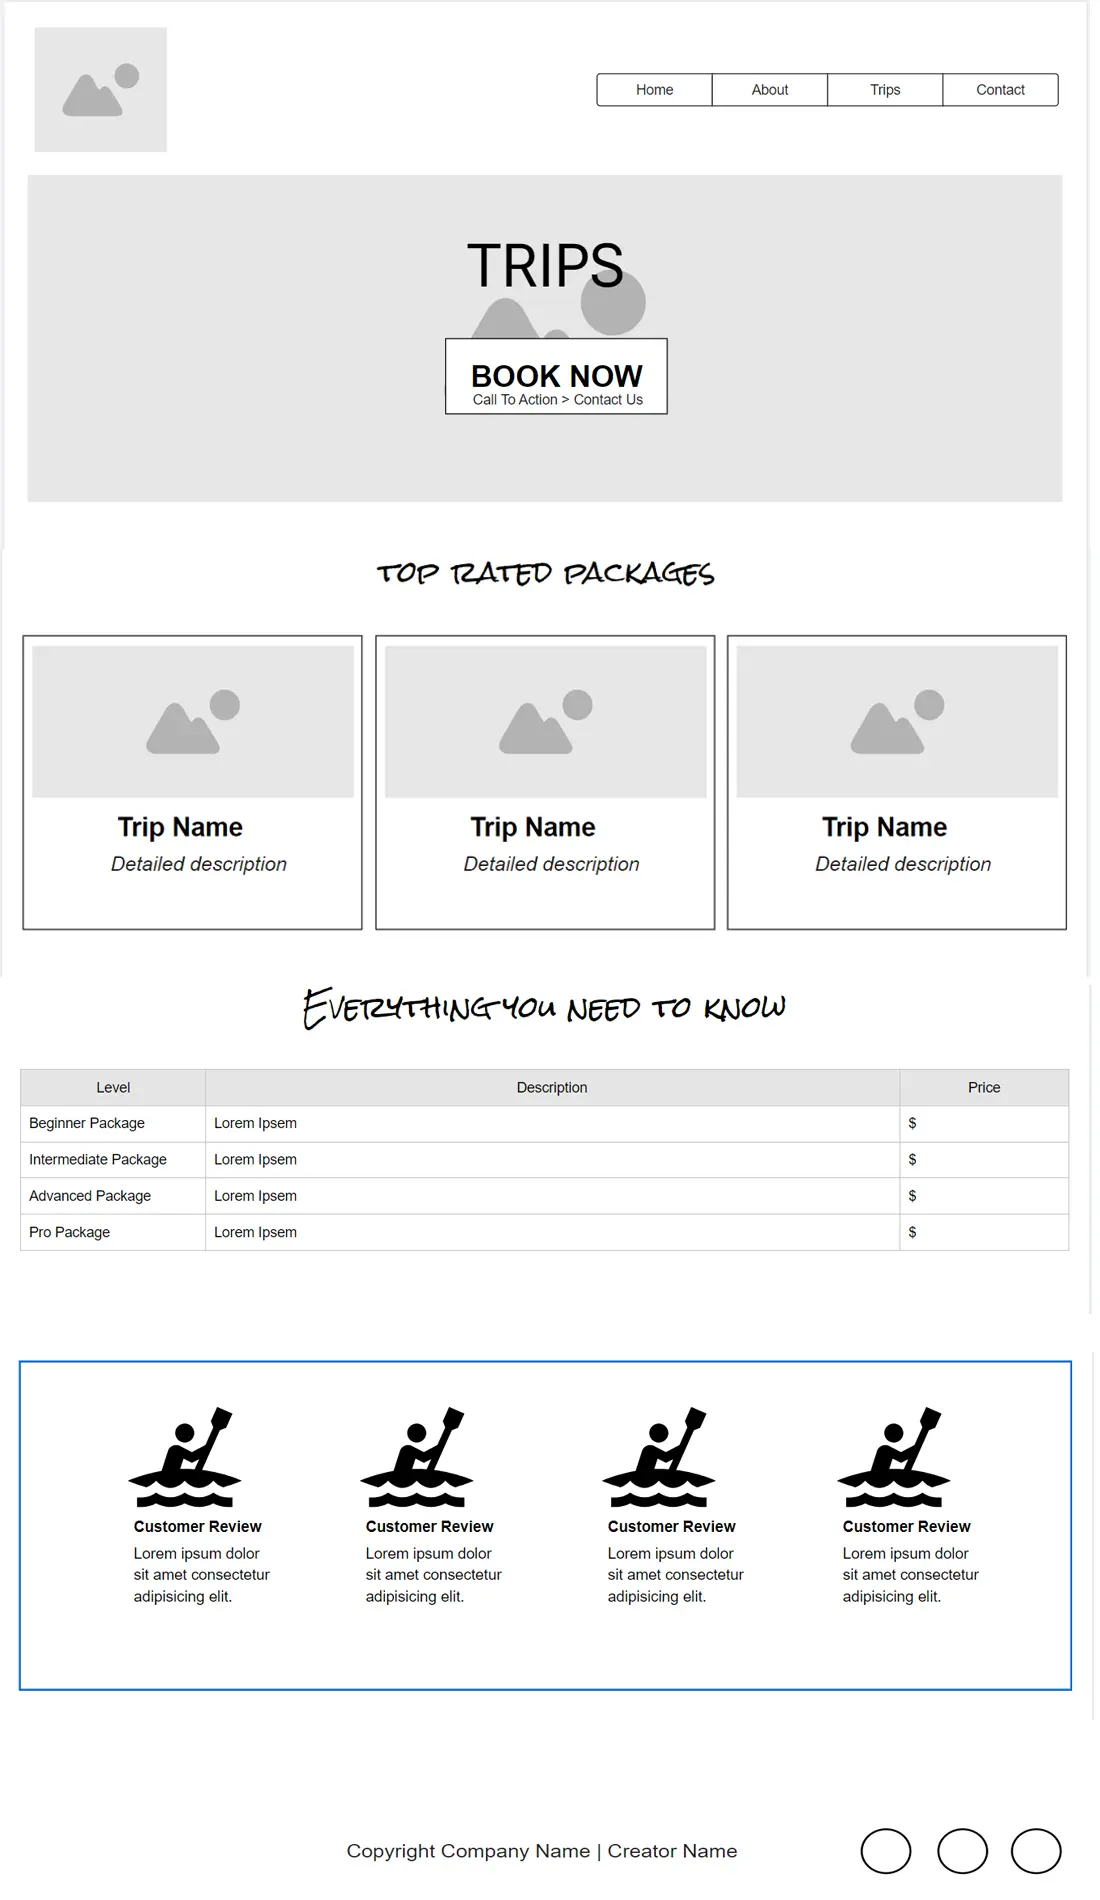 Home About Trips Contact
TRIPS
BOOK NOW
Call To Action > Contact Us
TOP RATED PACKAGES
Trip Name Trip Name Trip Name
Detailed description Detailed description Detailed description
EVERYTHING YOU NEED TO KNOW
Level Description Price
Beginner Package Lorem Ipsem $
Intermediate Package Lorem Ipsem $
Advanced Package Lorem Ipsem $
Pro Package Lorem Ipsem $
Customer Review Customer Review Customer Review Customer Review
Lorem ipsum dolor Lorem ipsum dolor Lorem ipsum dolor Lorem ipsum dolor
sit amet consectetur sit amet consectetur sit amet consectetur sit amet consectetur
adipisicing elit. adipisicing elit. adipisicing elit. adipisicing elit.
Copyright Company Name | Creator Name